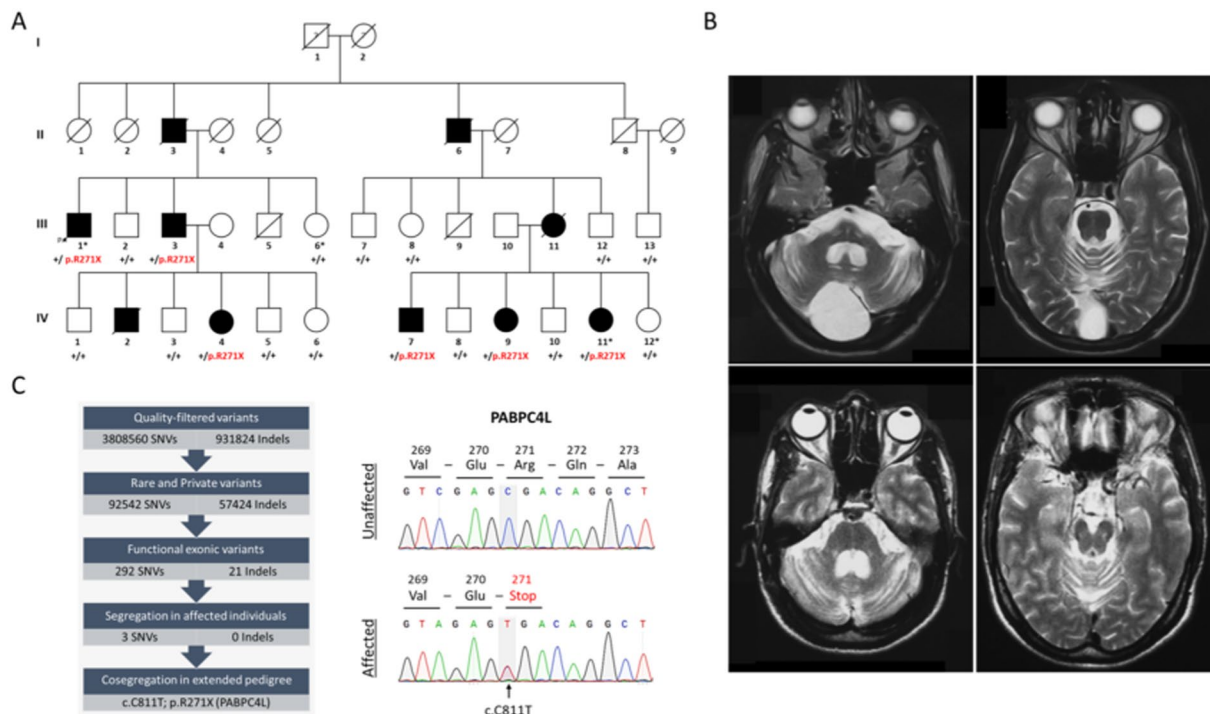 A
B
I
1 2
II
1 2 3 4 5 6 7 8 9
III
1* 2 3 4 5 6* 7 8 9 10 11 12 13
+/p.R271X +/+ +/p.R271X +/+ +/+ +/+ +/+ +/+
IV
1 2 3 4 5 6 7 8 9 10 11* 12*
+/+ +/+ +/p.R271X +/+ +/+ +/p.R271X +/+ +/p.R271X +/+ +/p.R271X +/+
C
Quality-filtered variants
3808560 SNVs 931824 Indels
Rare and Private variants
92542 SNVs 57424 Indels
Functional exonic variants
292 SNVs 21 Indels
Segregation in affected individuals
3 SNVs 0 Indels
Cosegregation in extended pedigree
c.C811T; p.R271X (PABPC4L)
PABPC4L
Unaffected
269 270 271 272 273
Val – Glu – Arg – Gln – Ala
G T C G A G C G A C A G G C T
Affected
269 270 271
Val – Glu – Stop
G T A G A G T G A C A G G C T
c.C811T